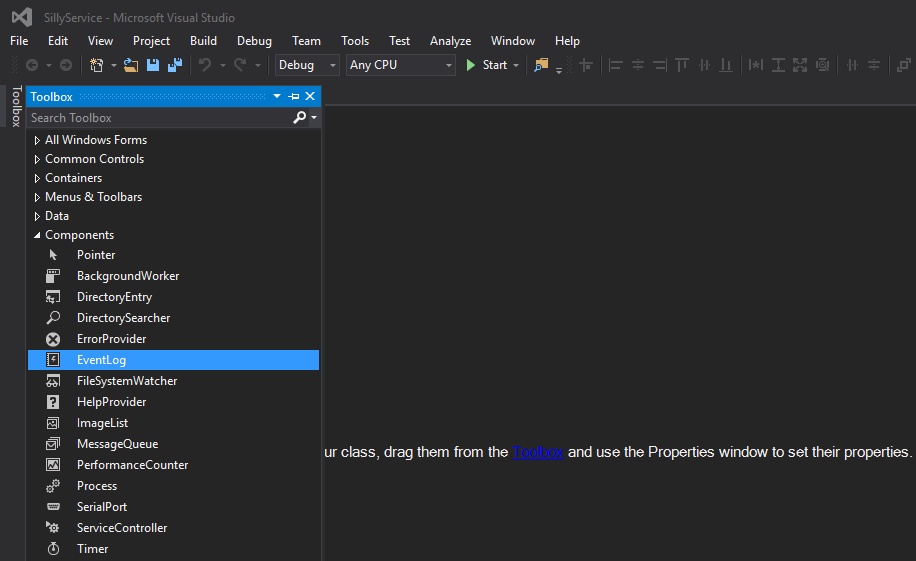 SillyService - Microsoft Visual Studio
File Edit View Project Build Debug Team Tools Test Analyze Window Help
Debug Any CPU Start
Toolbox
Toolbox
Search Toolbox
All Windows Forms
Common Controls
Containers
Menus & Toolbars
Data
Components
Pointer
BackgroundWorker
DirectoryEntry
DirectorySearcher
ErrorProvider
EventLog
FileSystemWatcher
HelpProvider
ImageList
MessageQueue
ur class, drag them from the Toolbox and use the Properties window to set their properties.
PerformanceCounter
Process
SerialPort
ServiceController
Timer